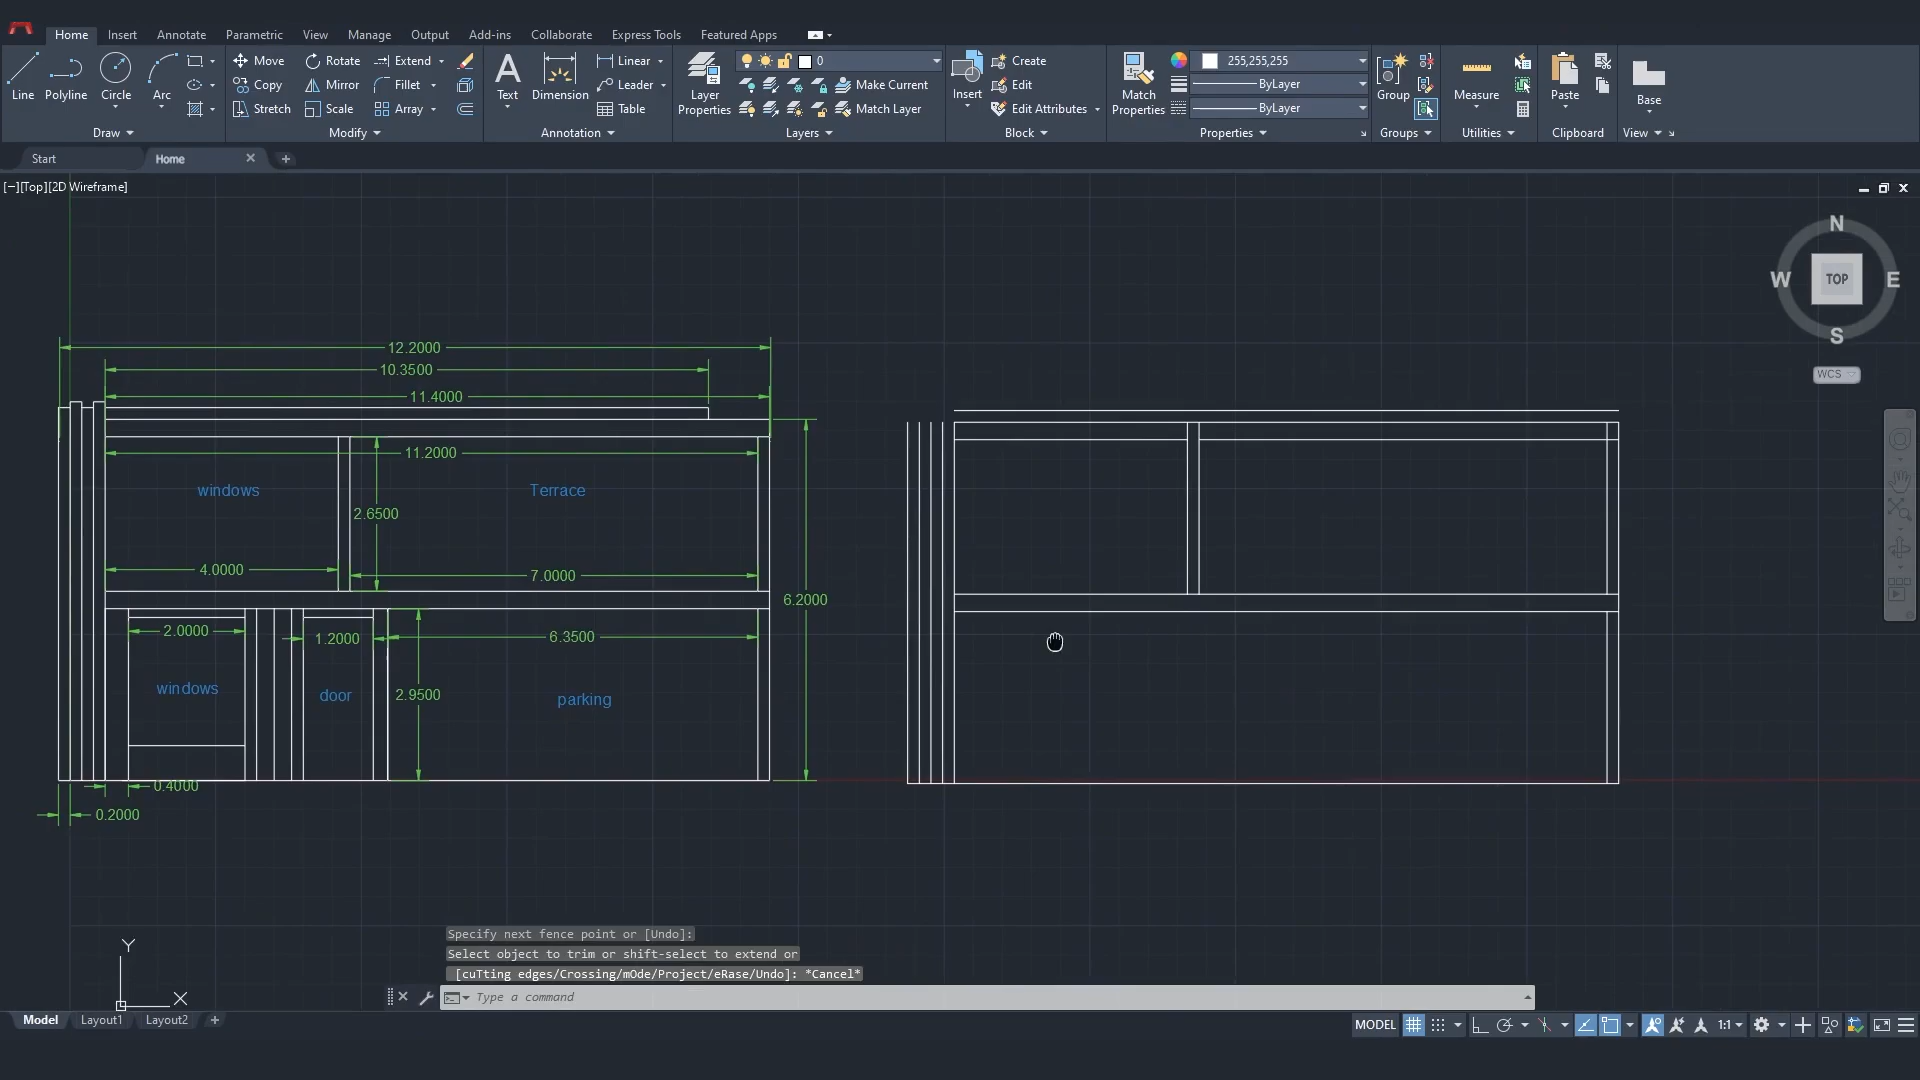 Home Insert Annotate Parametric View Manage Output Add-ins Collaborate Express Tools Featured Apps
Line Polyline Circle Arc
Move Rotate Extend
Copy Mirror Fillet
Stretch Scale Array
Text Dimension
Linear
Leader
Table
Layer Properties
0
Make Current
Match Layer
Insert
Create
Edit
Edit Attributes
Match Properties
255,255,255
ByLayer
ByLayer
Group
Measure
Paste
Base
Draw Modify Annotation Layers Block Properties Groups Utilities Clipboard View
Start Home
[−][Top][2D Wireframe]
N
W TOP E
S
WCS
12.2000
10.3500
11.4000
11.2000
windows Terrace
2.6500
4.0000 7.0000
6.2000
2.0000 1.2000 6.3500
windows door 2.9500 parking
0.4000
0.2000
Y
X
Specify next fence point or [Undo]:
Select object to trim or shift-select to extend or
[cuTting edges/Crossing/mOde/Project/eRase/Undo]: *Cancel*
Type a command
Model Layout1 Layout2
MODEL 1:1